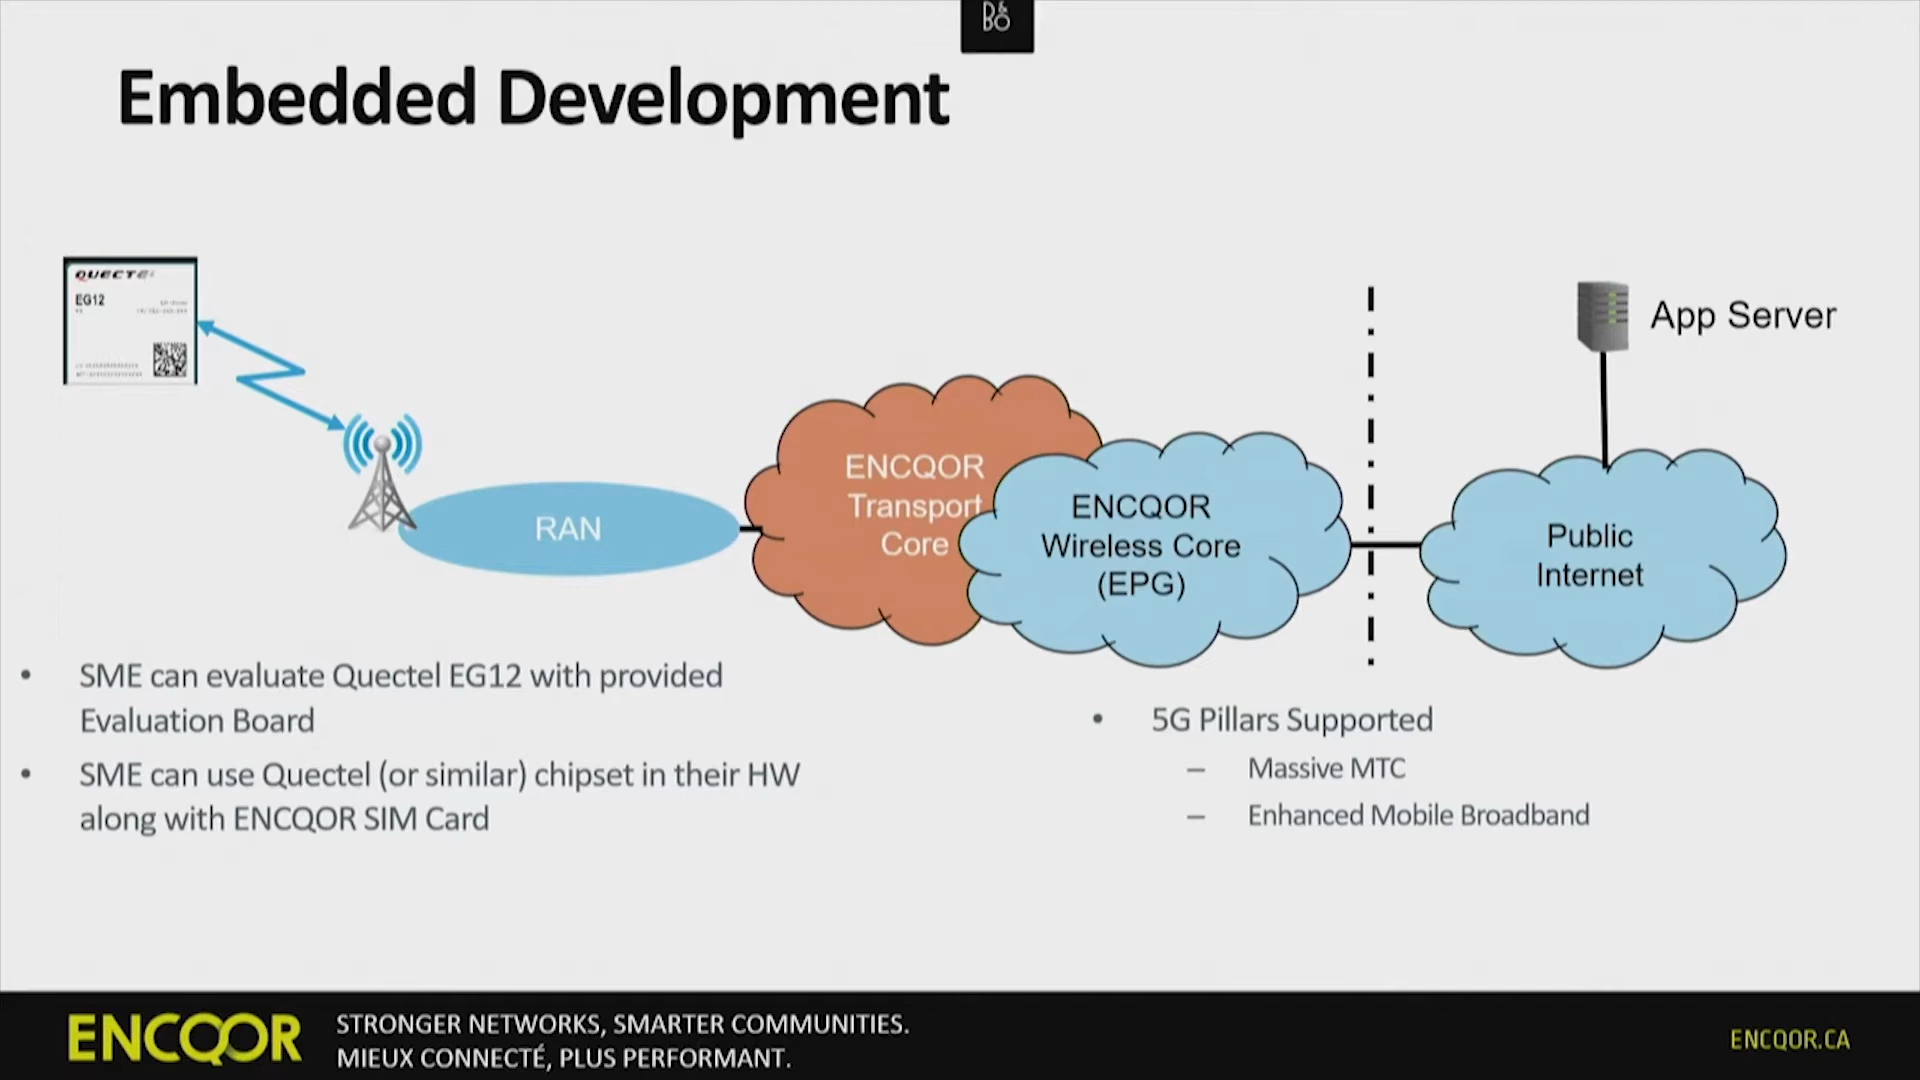 B&O
Embedded Development
QUECTEL
EG12
App Server
ENCQOR
Transport
Core
ENCQOR
Wireless Core
(EPG)
RAN
Public
Internet
• SME can evaluate Quectel EG12 with provided
Evaluation Board
• SME can use Quectel (or similar) chipset in their HW
along with ENCQOR SIM Card
• 5G Pillars Supported
– Massive MTC
– Enhanced Mobile Broadband
ENCQOR
STRONGER NETWORKS, SMARTER COMMUNITIES.
MIEUX CONNECTÉ, PLUS PERFORMANT.
ENCQOR.CA